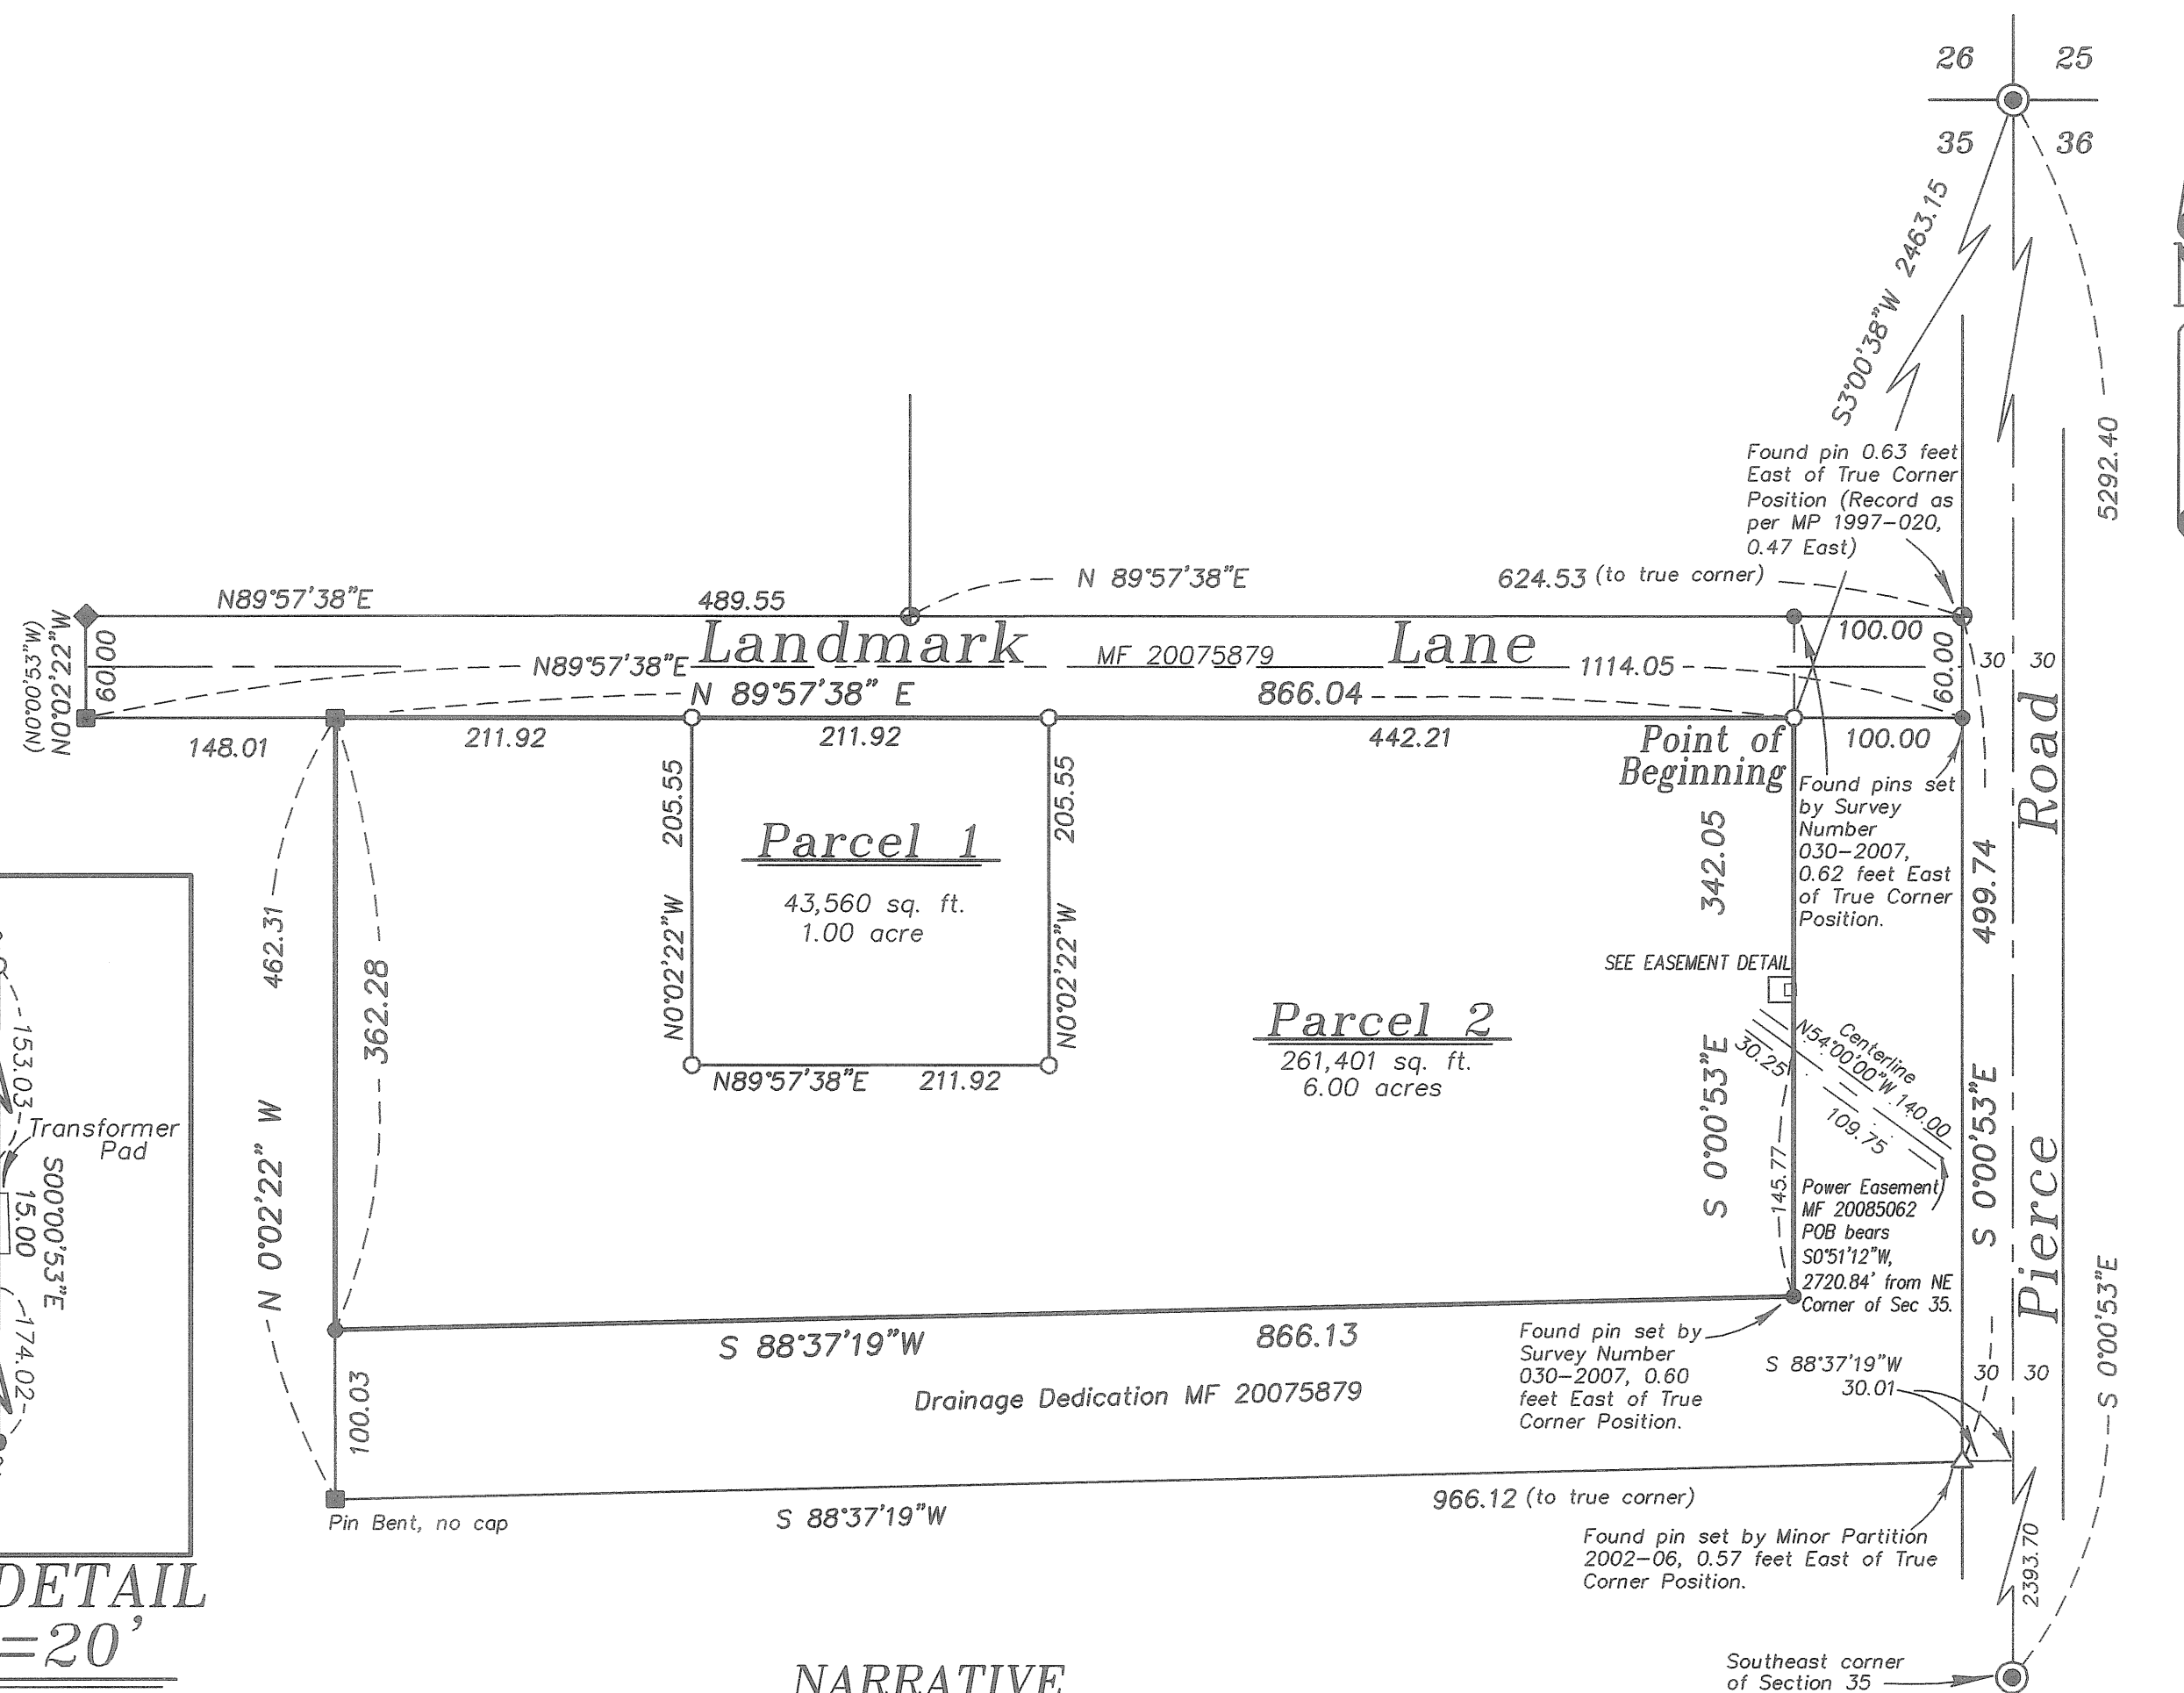 26 25
35 36
S3°00'38"W 2463.15
5292.40
Found pin 0.63 feet
East of True Corner
Position (Record as
per MP 1997-020,
0.47 East)
N89°57'38"E
489.55
N 89°57'38"E
624.53 (to true corner)
N0°02'22"W
(N0°00'53"W)
60.00
Landmark Lane
N89°57'38"E
MF 20075879
1114.05
100.00
60.00
30 30
N 89°57'38" E
866.04
148.01
211.92
211.92
442.21
Point of
Beginning
100.00
Found pins set
by Survey
Number
030-2007,
0.62 feet East
of True Corner
Position.
Pierce Road
205.55
N0°02'22"W
205.55
N0°02'22"W
Parcel 1
43,560 sq. ft.
1.00 acre
N89°57'38"E 211.92
342.05
S 0°00'53"E
499.74
S 0°00'53"E
462.31
N 0°02'22" W
362.28
SEE EASEMENT DETAIL
Parcel 2
261,401 sq. ft.
6.00 acres
Centerline
N54°00'00"W 140.00
30.25
109.75
145.77
Power Easement
MF 20085062
POB bears
S0°51'12"W,
2720.84' from NE
Corner of Sec 35.
153.03
Transformer
Pad
S00°00'53"E
15.00
174.02
S 88°37'19"W
866.13
Found pin set by
Survey Number
030-2007, 0.60
feet East of True
Corner Position.
S 88°37'19"W
30.01
30 30
S 0°00'53"E
Drainage Dedication MF 20075879
100.03
Pin Bent, no cap
S 88°37'19"W
966.12 (to true corner)
Found pin set by Minor Partition
2002-06, 0.57 feet East of True
Corner Position.
2393.70
DETAIL
=20'
NARRATIVE
Southeast corner
of Section 35